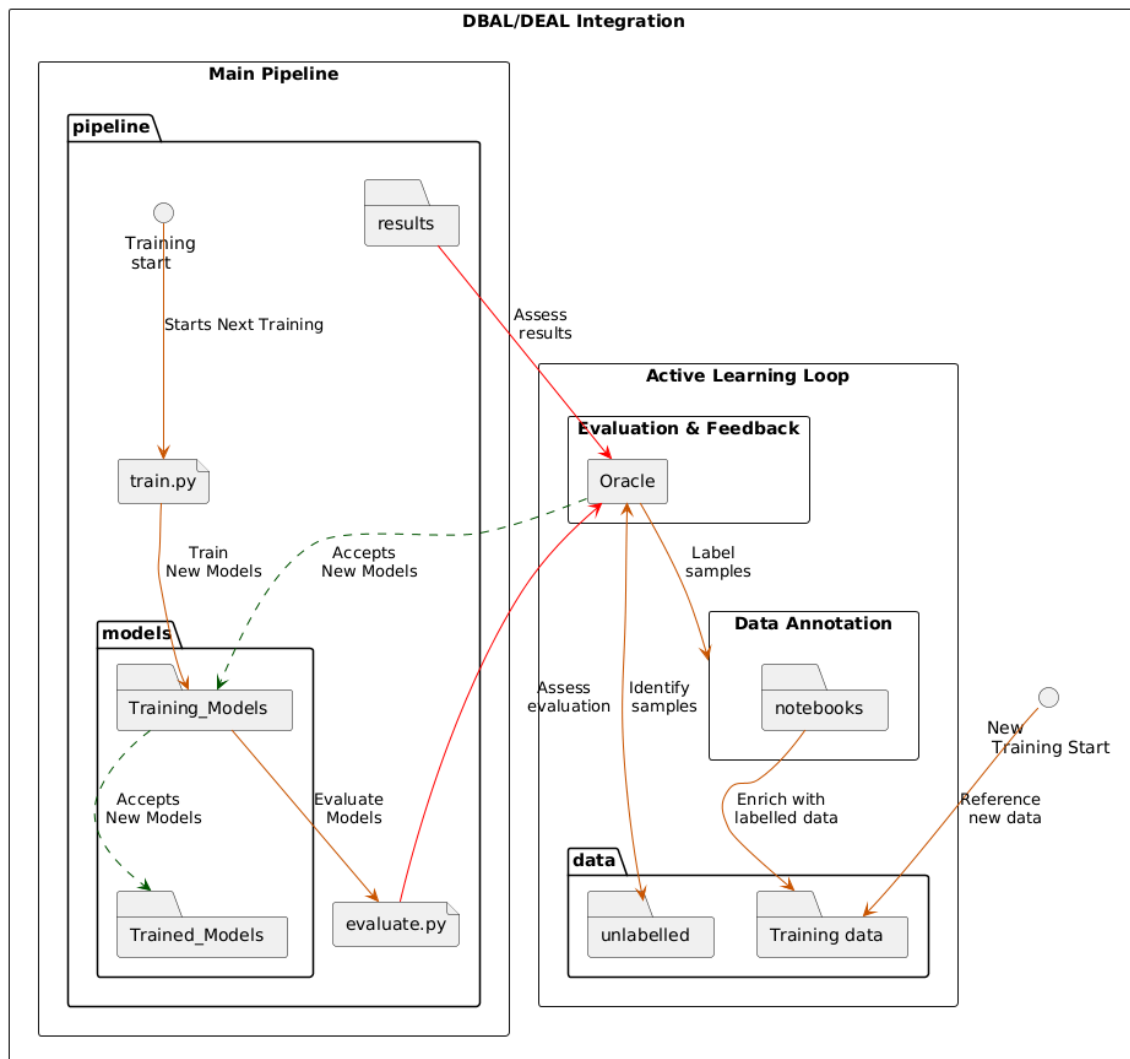 DBAL/DEAL Integration
Main Pipeline
pipeline
results
Training
start
Starts Next Training
Assess
results
Active Learning Loop
Evaluation & Feedback
Oracle
train.py
Train
New Models
Accepts
New Models
Label
samples
models
Data Annotation
Training_Models
notebooks
Assess
evaluation
Identify
samples
New
Training Start
Accepts
New Models
Evaluate
Models
Enrich with
labelled data
Reference
new data
data
Trained_Models
evaluate.py
unlabelled
Training data